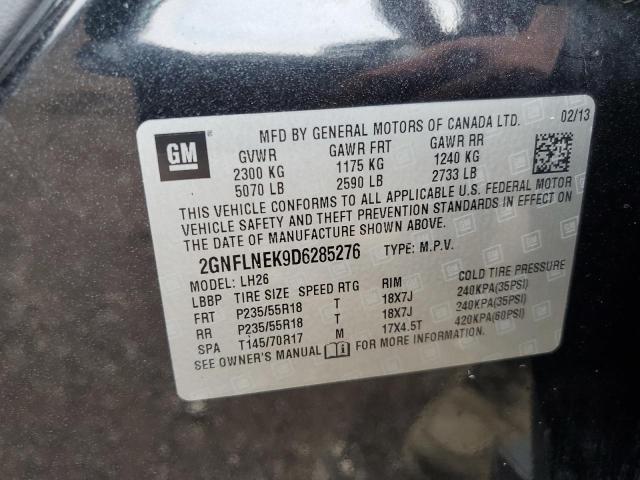 GM
MFD BY GENERAL MOTORS OF CANADA LTD. 02/13
GVWR GAWR FRT GAWR RR
2300 KG 1175 KG 1240 KG
5070 LB 2590 LB 2733 LB
THIS VEHICLE CONFORMS TO ALL APPLICABLE U.S. FEDERAL MOTOR
VEHICLE SAFETY AND THEFT PREVENTION STANDARDS IN EFFECT ON
THE DATE OF MANUFACTURE SHOWN ABOVE.
2GNFLNEK9D6285276 TYPE: M.P.V.
MODEL: LH26
LBBP TIRE SIZE SPEED RTG RIM COLD TIRE PRESSURE
FRT P235/55R18 T 18X7J 240KPA(35PSI)
RR P235/55R18 T 18X7J 240KPA(35PSI)
SPA T145/70R17 M 17X4.5T 420KPA(60PSI)
SEE OWNER'S MANUAL FOR MORE INFORMATION.